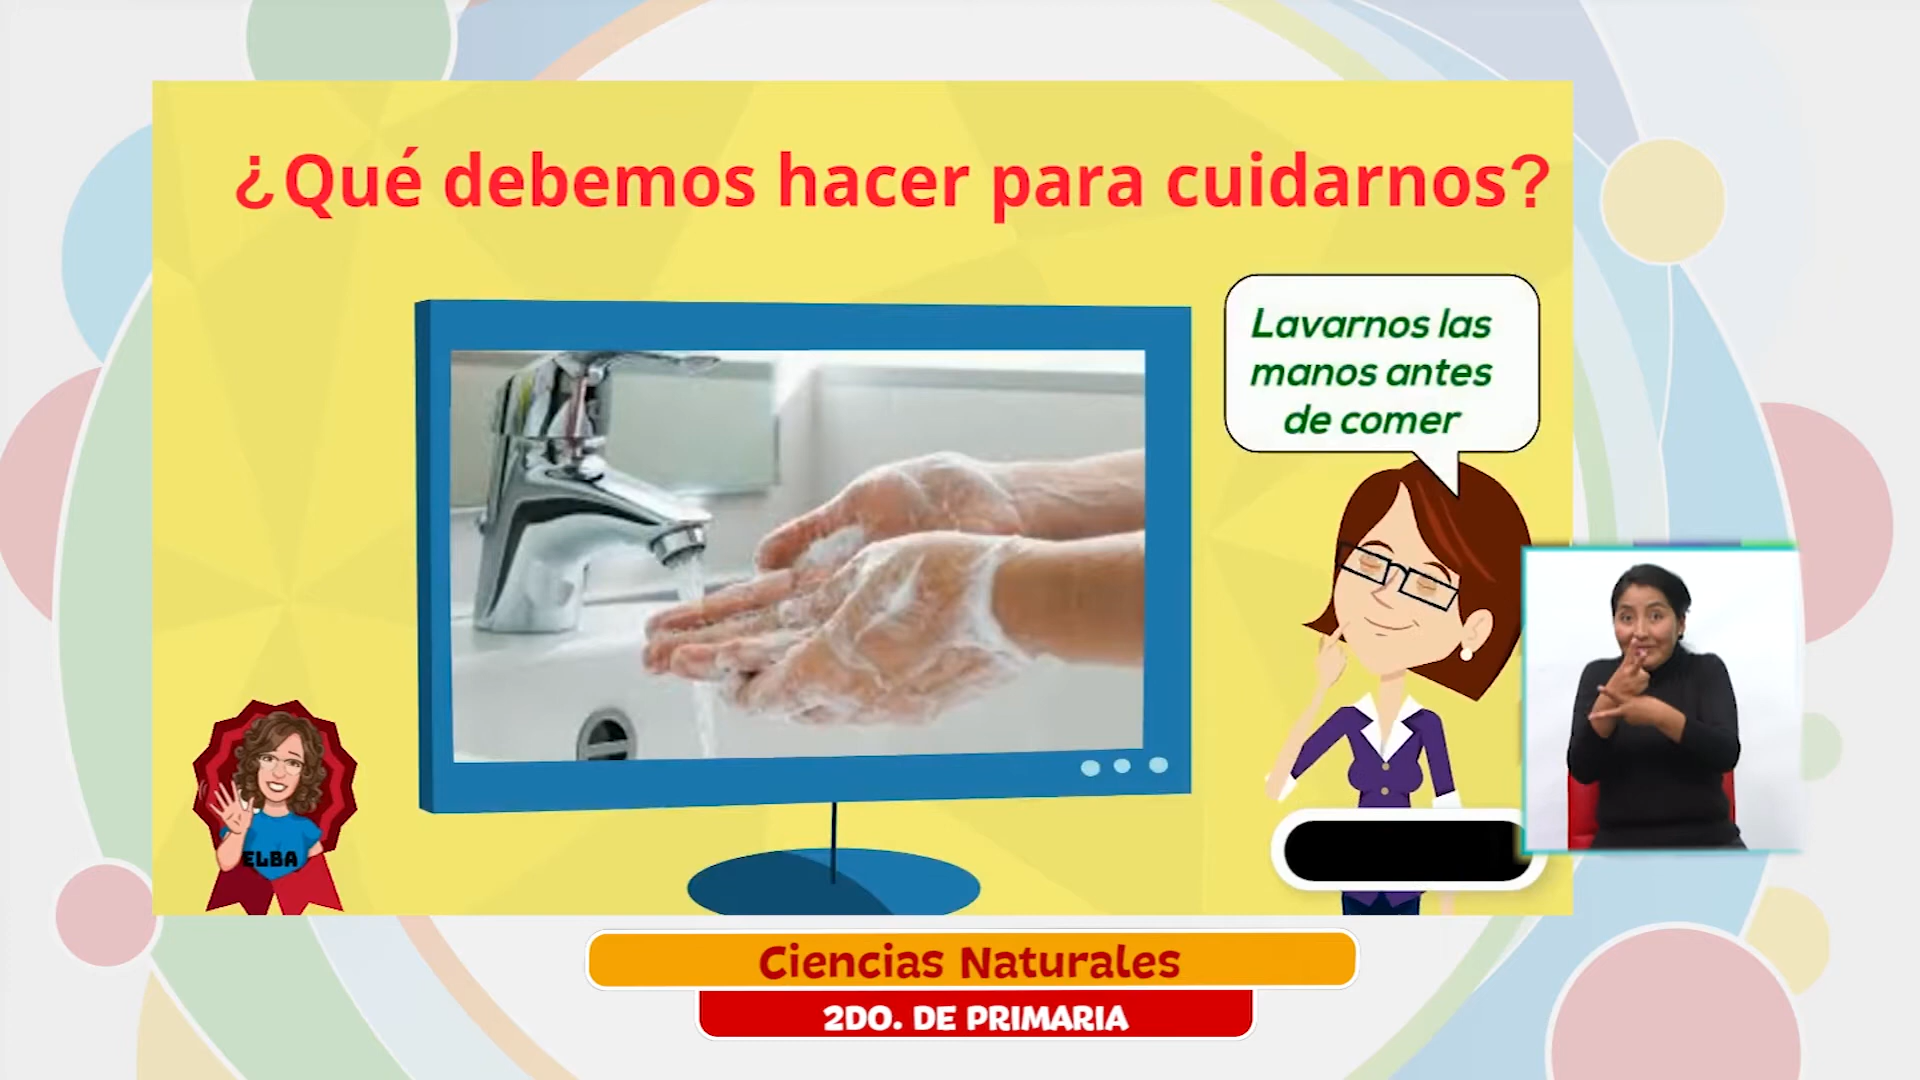 ¿Qué debemos hacer para cuidarnos?
Lavarnos las
manos antes
de comer
ELBA
Ciencias Naturales
2DO. DE PRIMARIA